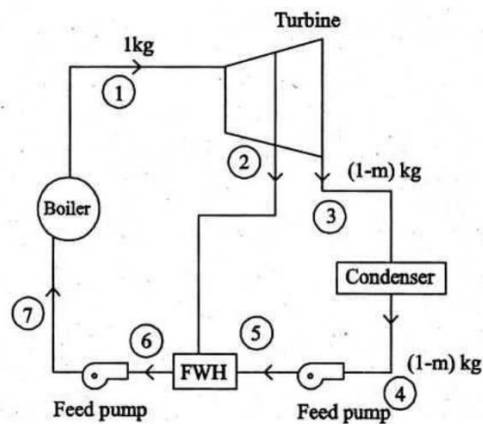 Turbine
1kg
1
2
(1-m) kg
3
Boiler
Condenser
7
6
5
FWH
(1-m) kg
4
Feed pump
Feed pump